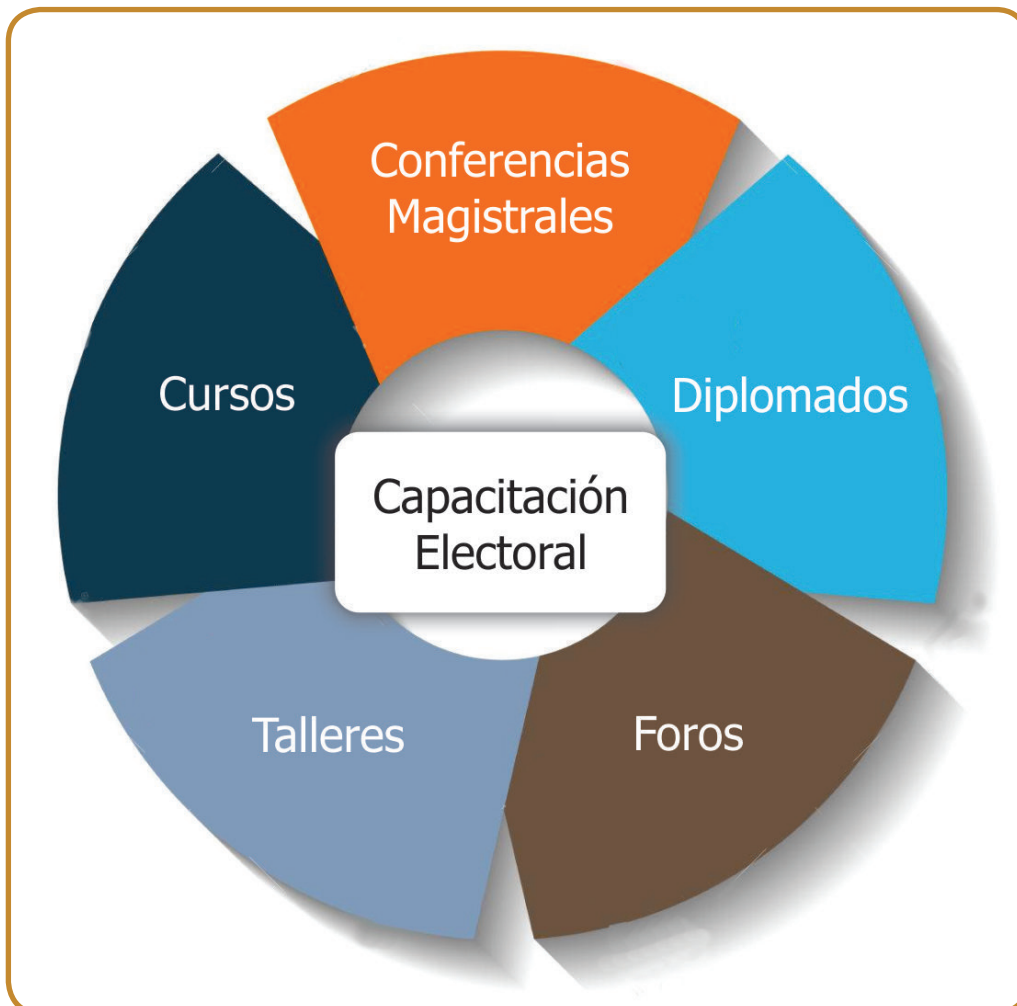 Conferencias
Magistrales
Diplomados
Foros
Talleres
Cursos
Capacitación
Electoral